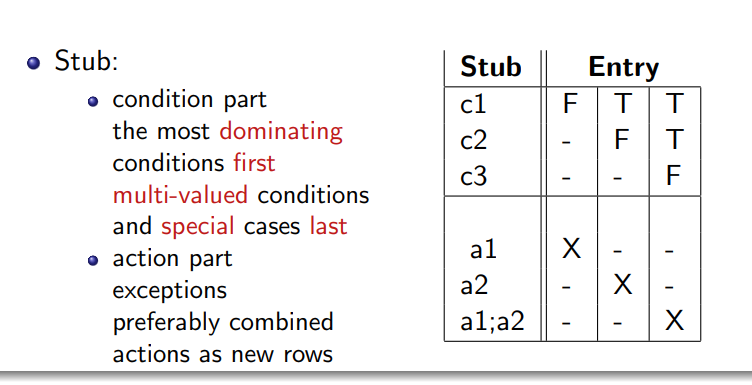 Stub:
condition part
the most dominating
conditions first
multi-valued conditions
and special cases last
action part
exceptions
preferably combined
actions as new rows
Stub Entry
c1 F T T
c2 - F T
c3 - - F
a1 X - -
a2 - X -
a1;a2 - - X